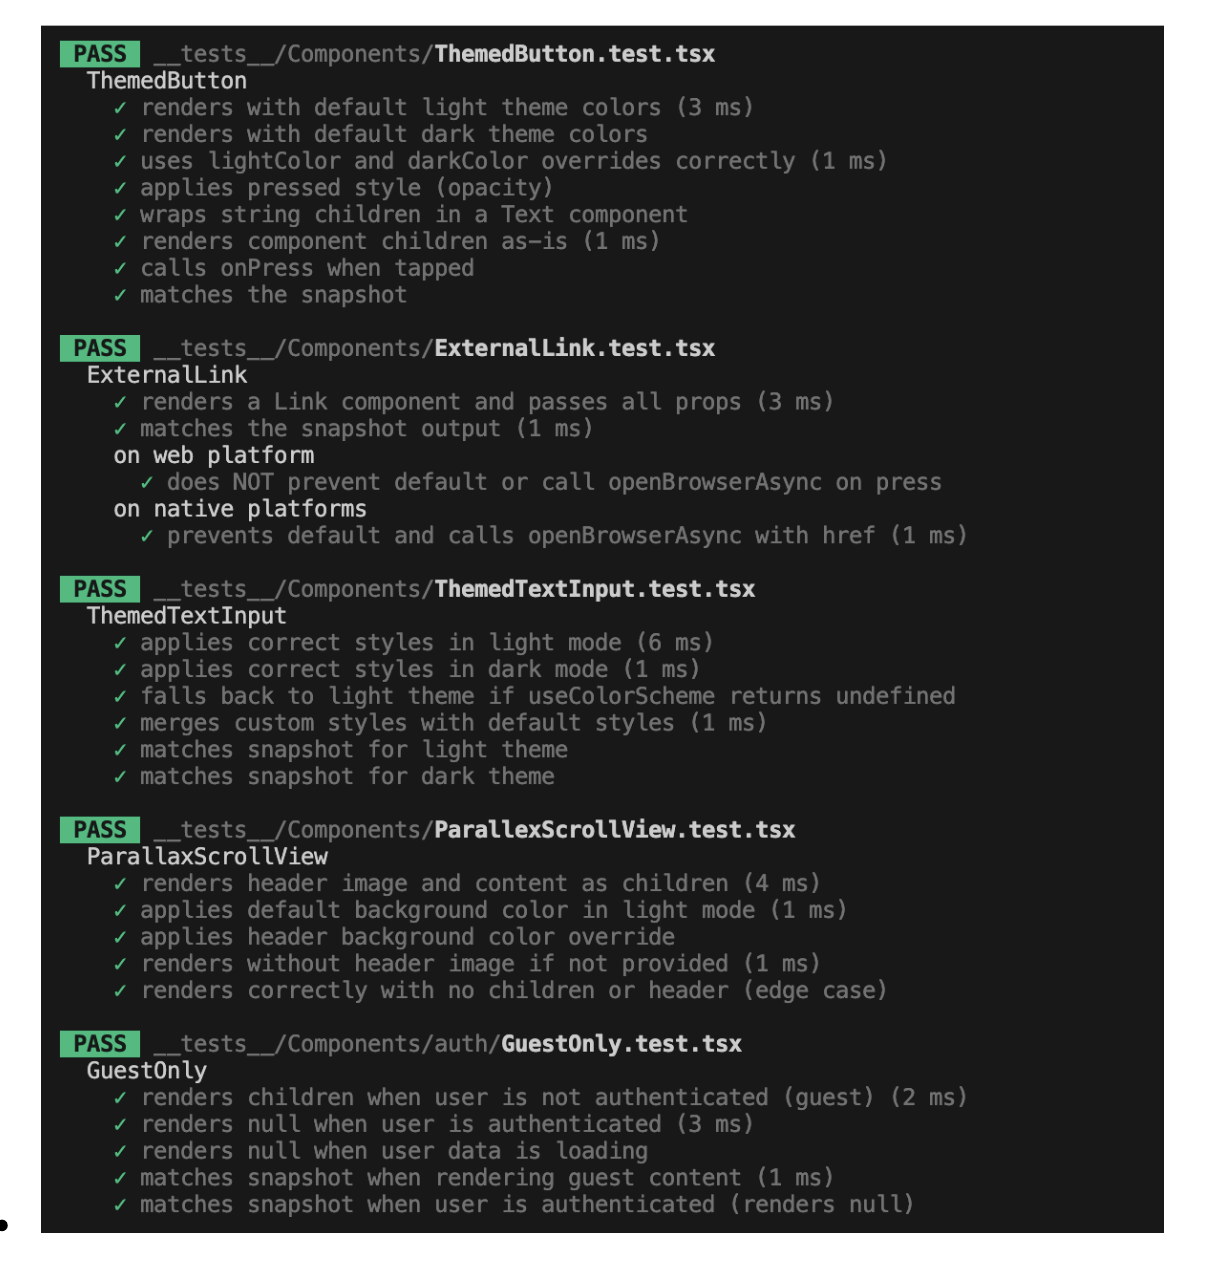 PASS __tests__/Components/ThemedButton.test.tsx
ThemedButton
✓ renders with default light theme colors (3 ms)
✓ renders with default dark theme colors
✓ uses lightColor and darkColor overrides correctly (1 ms)
✓ applies pressed style (opacity)
✓ wraps string children in a Text component
✓ renders component children as-is (1 ms)
✓ calls onPress when tapped
✓ matches the snapshot
PASS __tests__/Components/ExternalLink.test.tsx
ExternalLink
✓ renders a Link component and passes all props (3 ms)
✓ matches the snapshot output (1 ms)
on web platform
✓ does NOT prevent default or call openBrowserAsync on press
on native platforms
✓ prevents default and calls openBrowserAsync with href (1 ms)
PASS __tests__/Components/ThemedTextInput.test.tsx
ThemedTextInput
✓ applies correct styles in light mode (6 ms)
✓ applies correct styles in dark mode (1 ms)
✓ falls back to light theme if useColorScheme returns undefined
✓ merges custom styles with default styles (1 ms)
✓ matches snapshot for light theme
✓ matches snapshot for dark theme
PASS __tests__/Components/ParallexScrollView.test.tsx
ParallaxScrollView
✓ renders header image and content as children (4 ms)
✓ applies default background color in light mode (1 ms)
✓ applies header background color override
✓ renders without header image if not provided (1 ms)
✓ renders correctly with no children or header (edge case)
PASS __tests__/Components/auth/GuestOnly.test.tsx
GuestOnly
✓ renders children when user is not authenticated (guest) (2 ms)
✓ renders null when user is authenticated (3 ms)
✓ renders null when user data is loading
✓ matches snapshot when rendering guest content (1 ms)
✓ matches snapshot when user is authenticated (renders null)